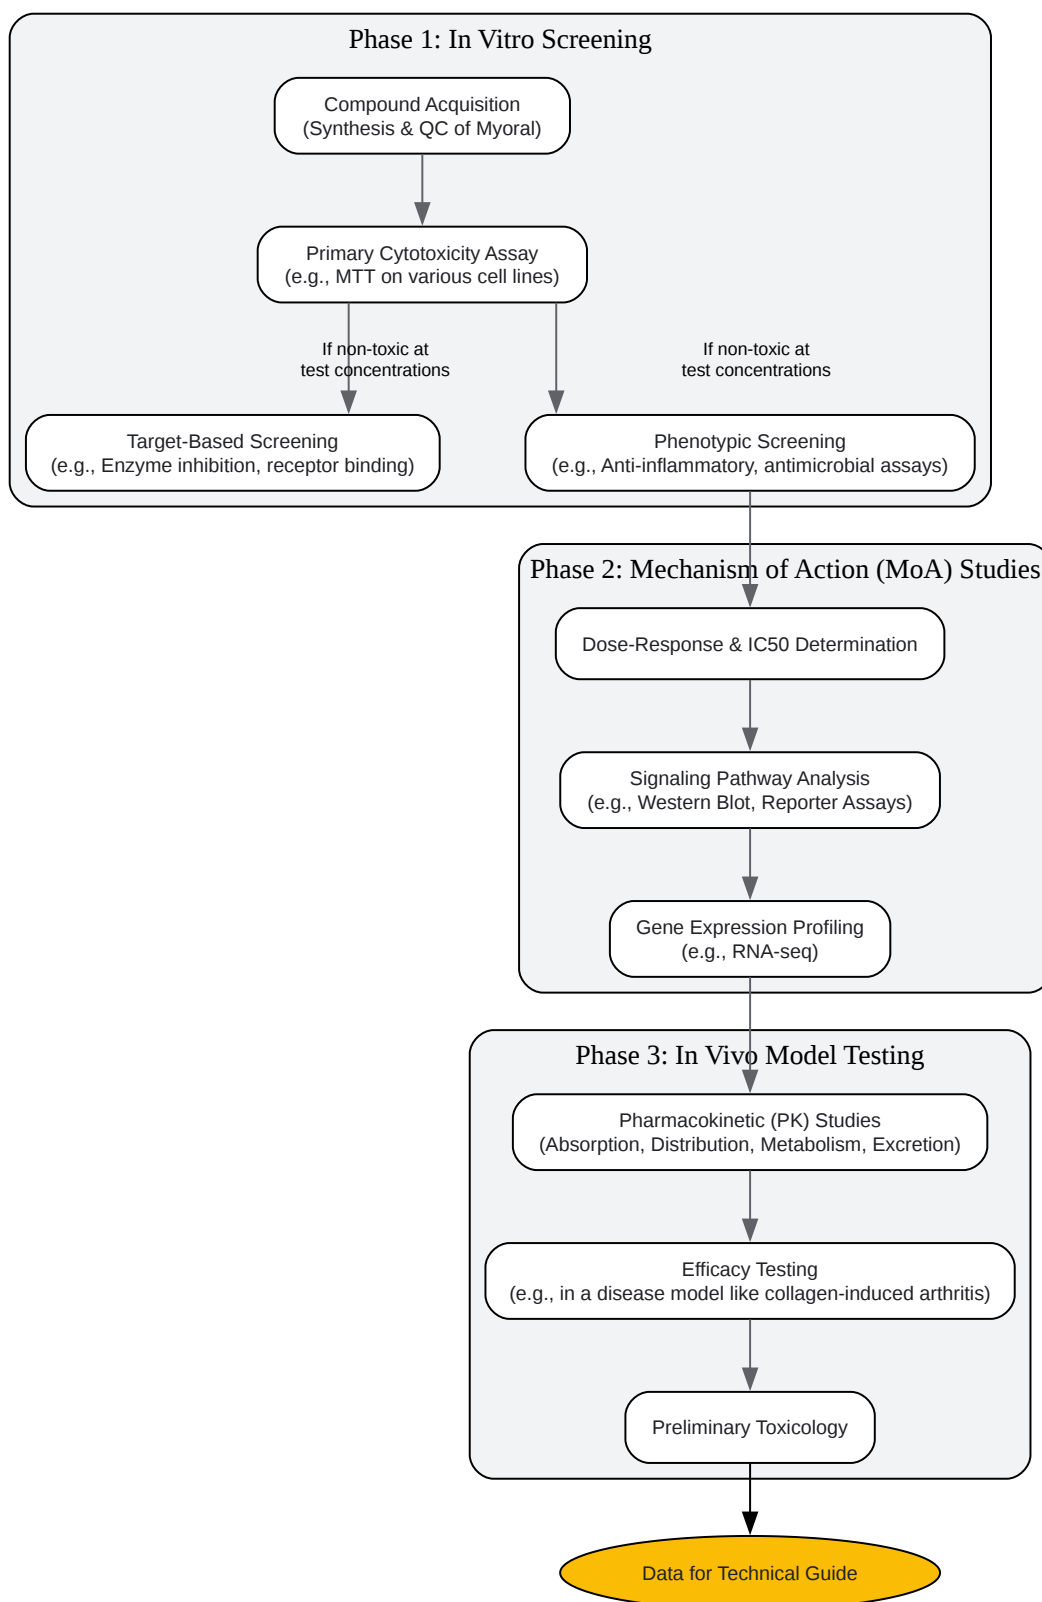 Phase 1: In Vitro Screening
Compound Acquisition
(Synthesis & QC of Myoral)
Primary Cytotoxicity Assay
(e.g., MTT on various cell lines)
If non-toxic at
test concentrations
If non-toxic at
test concentrations
Target-Based Screening
(e.g., Enzyme inhibition, receptor binding)
Phenotypic Screening
(e.g., Anti-inflammatory, antimicrobial assays)
Phase 2: Mechanism of Action (MoA) Studies
Dose-Response & IC50 Determination
Signaling Pathway Analysis
(e.g., Western Blot, Reporter Assays)
Gene Expression Profiling
(e.g., RNA-seq)
Phase 3: In Vivo Model Testing
Pharmacokinetic (PK) Studies
(Absorption, Distribution, Metabolism, Excretion)
Efficacy Testing
(e.g., in a disease model like collagen-induced arthritis)
Preliminary Toxicology
Data for Technical Guide